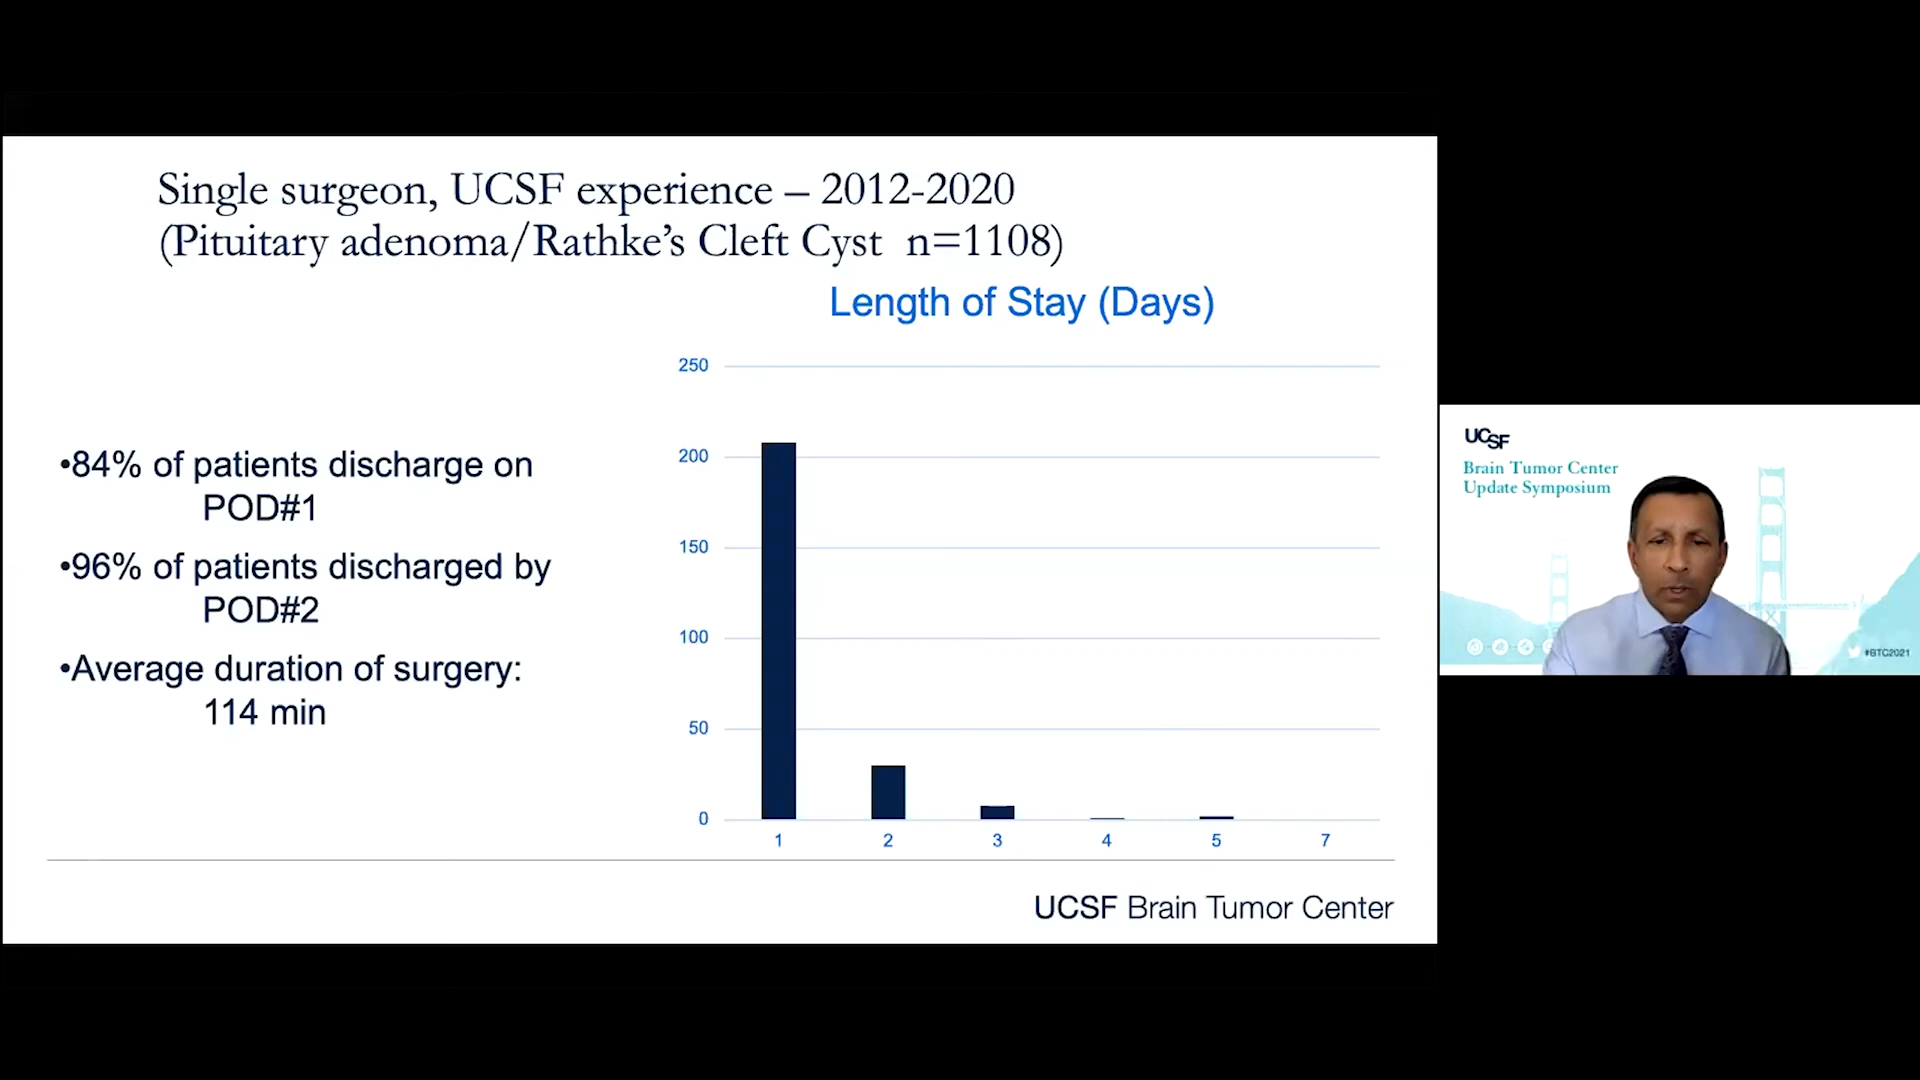 Single surgeon, UCSF experience – 2012-2020
(Pituitary adenoma/Rathke’s Cleft Cyst n=1108)
Length of Stay (Days)
•84% of patients discharge on
POD#1
•96% of patients discharged by
POD#2
•Average duration of surgery:
114 min
250
200
150
100
50
0
1 2 3 4 5 7
UCSF Brain Tumor Center
UCSF
Brain Tumor Center
Update Symposium
#BTC2021